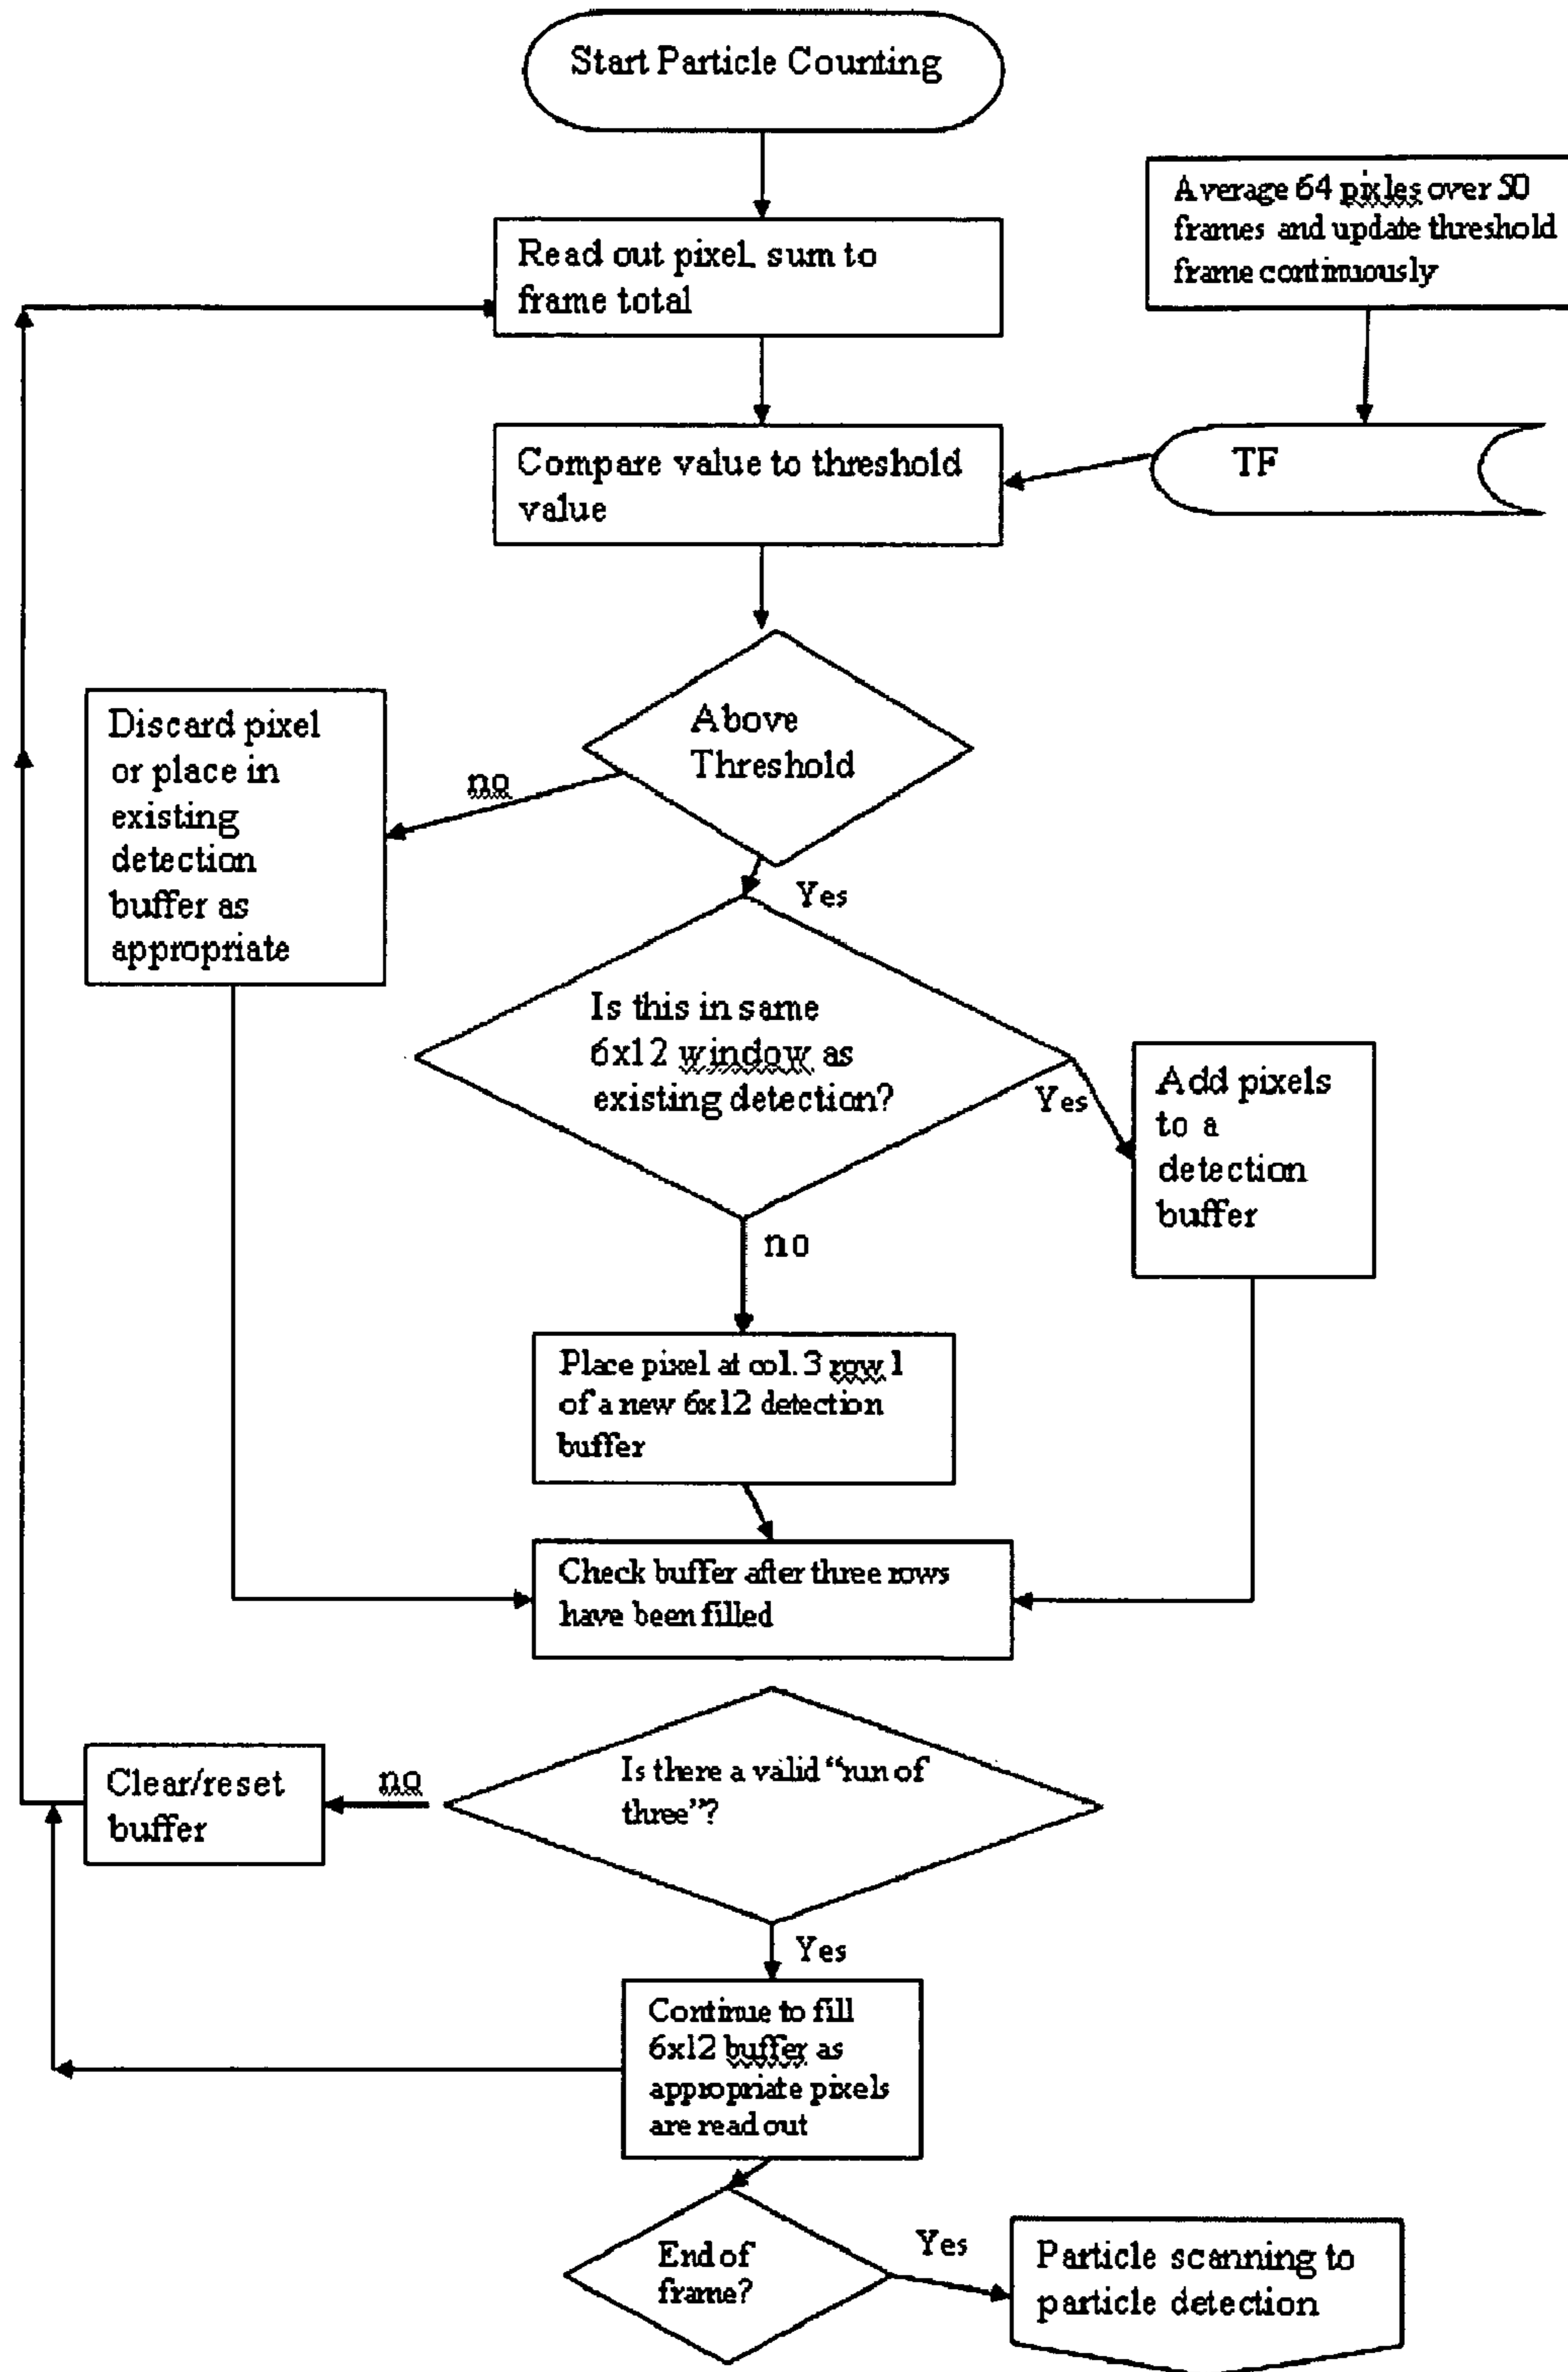 Start Particle Counting
Average 64 pixles over 50
frames and update threshold
frame continuously
Read out pixel, sum to
frame total
Compare value to threshold
value
TF
Above
Threshold
no
Discard pixel
or place in
existing
detection
buffer as
appropriate
Yes
Is this in same
6x12 window as
existing detection?
Yes
Add pixels
to a
detection
buffer
no
Place pixel at col. 3 row 1
of a new 6x12 detection
buffer
Check buffer after three rows
have been filled
Is there a valid “run of
three”?
no
Clear/reset
buffer
Yes
Continue to fill
6x12 buffer as
appropriate pixels
are read out
End of
frame?
Yes
Particle scanning to
particle detection